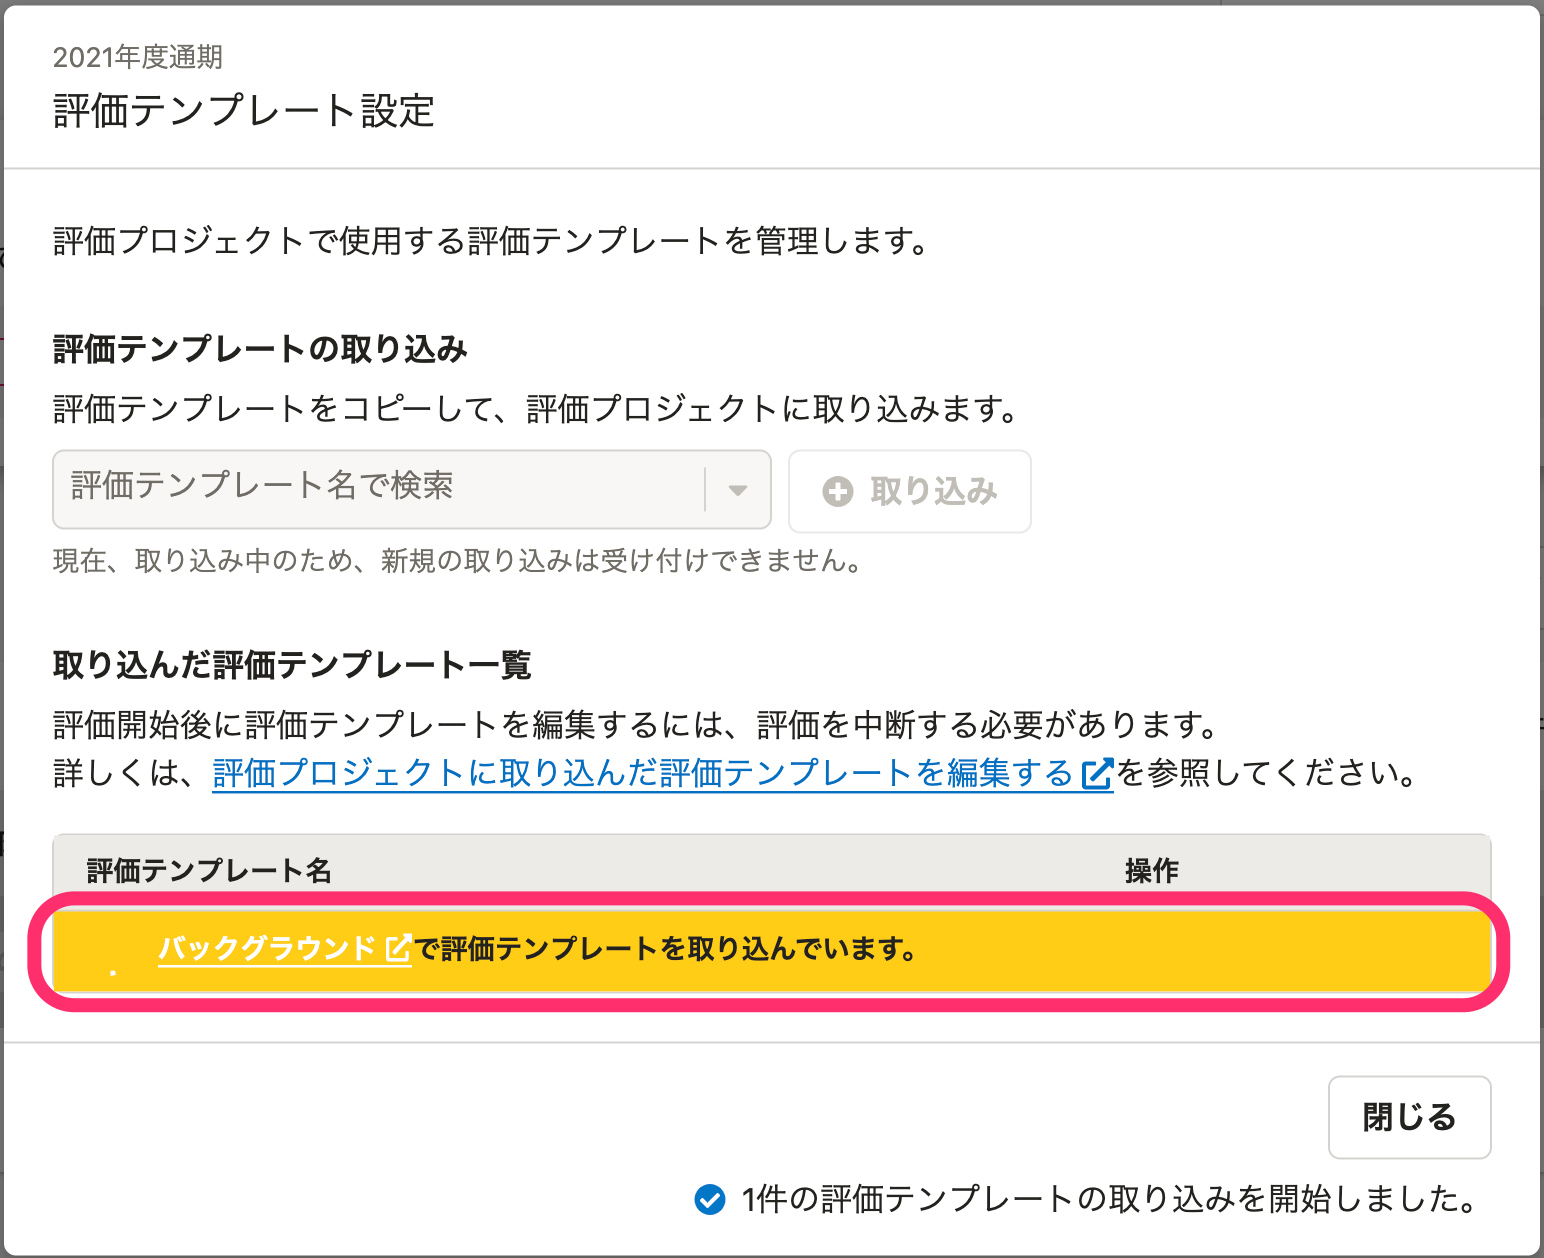 2021年度通期
評価テンプレート設定
評価プロジェクトで使用する評価テンプレートを管理します。
評価テンプレートの取り込み
評価テンプレートをコピーして、評価プロジェクトに取り込みます。
評価テンプレート名で検索
取り込み
現在、取り込み中のため、新規の取り込みは受け付けできません。
取り込んだ評価テンプレート一覧
評価開始後に評価テンプレートを編集するには、評価を中断する必要があります。
詳しくは、評価プロジェクトに取り込んだ評価テンプレートを編集するを参照してください。
評価テンプレート名 操作
バックグラウンドで評価テンプレートを取り込んでいます。
閉じる
1件の評価テンプレートの取り込みを開始しました。